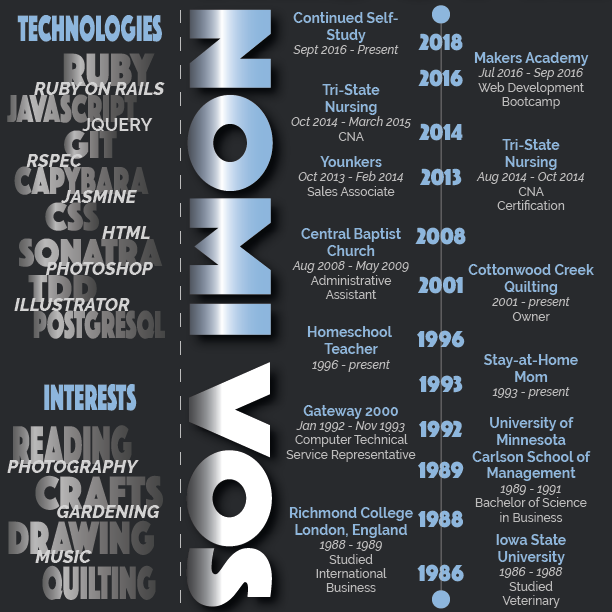 TECHNOLOGIES
RUBY
RUBY ON RAILS
JAVASCRIPT
JQUERY
GIT
RSPEC
CAPYBARA
JASMINE
CSS
HTML
SONATRA
PHOTOSHOP
TDD
ILLUSTRATOR
POSTGRESQL
INTERESTS
READING
PHOTOGRAPHY
CRAFTS
GARDENING
DRAWING
MUSIC
QUILTING
NOMI VOS
Continued Self-
Study
Sept 2016 - Present
2018
Makers Academy
Jul 2016 - Sep 2016
Web Development
Bootcamp
2016
Tri-State
Nursing
Oct 2014 - March 2015
CNA
2014
Tri-State
Nursing
Aug 2014 - Oct 2014
CNA
Certification
Younkers
Oct 2013 - Feb 2014
Sales Associate
2013
Central Baptist
Church
Aug 2008 - May 2009
Administrative
Assistant
2008
Cottonwood Creek
Quilting
2001 - present
Owner
2001
Homeschool
Teacher
1996 - present
1996
Stay-at-Home
Mom
1993 - present
1993
Gateway 2000
Jan 1992 - Nov 1993
Computer Technical
Service Representative
1992
University of
Minnesota
Carlson School of
Management
1989 - 1991
Bachelor of Science
in Business
1989
Richmond College
London, England
1988 - 1989
Studied
International
Business
1988
Iowa State
University
1986 - 1988
Studied
Veterinary
1986